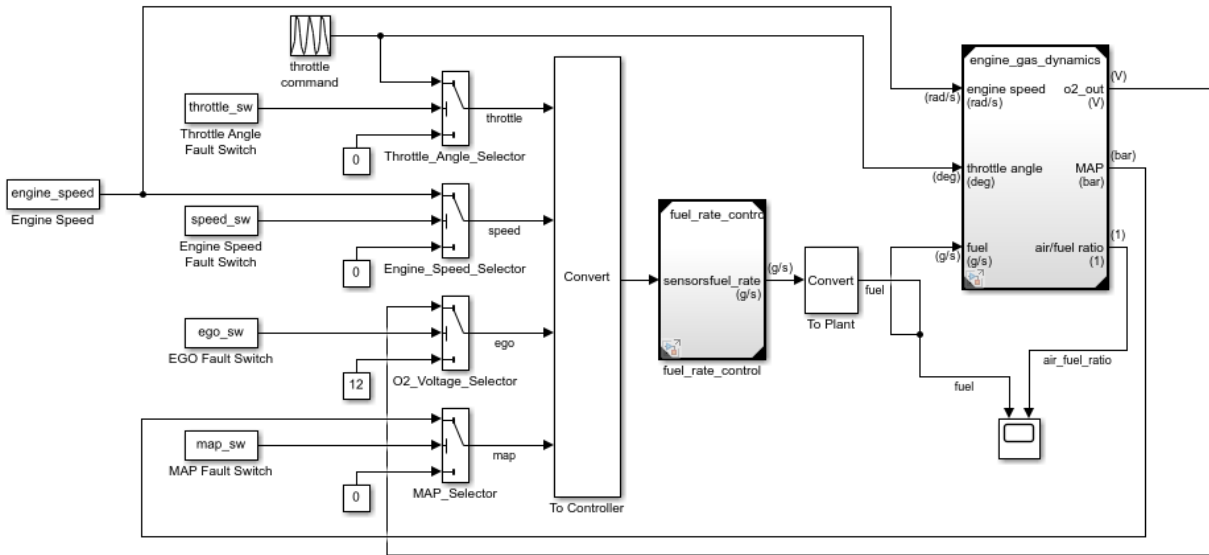 throttle
command
engine_gas_dynamics
(V)
(rad/s)
engine speed
(rad/s)
o2_out
(V)
throttle_sw
Throttle Angle
Fault Switch
throttle
0
Throttle_Angle_Selector
(deg)
throttle angle
(deg)
(bar)
MAP
(bar)
engine_speed
Engine Speed
speed_sw
Engine Speed
Fault Switch
speed
0
Engine_Speed_Selector
Convert
fuel_rate_contro
sensors
fuel_rate
(g/s)
(g/s)
fuel_rate_control
Convert
To Plant
fuel
(g/s)
fuel
(g/s)
(1)
air/fuel ratio
(1)
ego_sw
EGO Fault Switch
ego
12
O2_Voltage_Selector
air_fuel_ratio
fuel
map_sw
MAP Fault Switch
map
0
MAP_Selector
To Controller